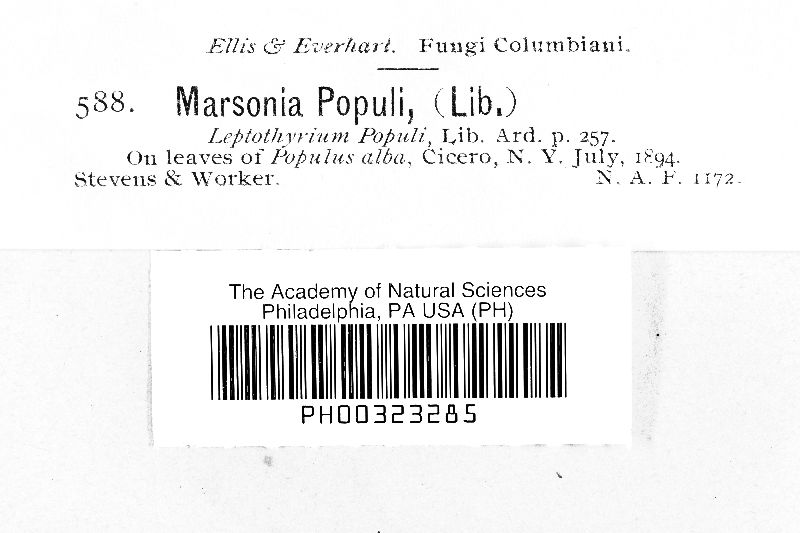 Ellis & Everhart. Fungi Columbiani.
588. Marsonia Populi, (Lib.)
Leptothyrium Populi, Lib. Ard. p. 257.
On leaves of Populus alba, Cicero, N. Y. July, 1894.
Stevens & Worker. N. A. F. 1172.
The Academy of Natural Sciences
Philadelphia, PA USA (PH)
PH00323285